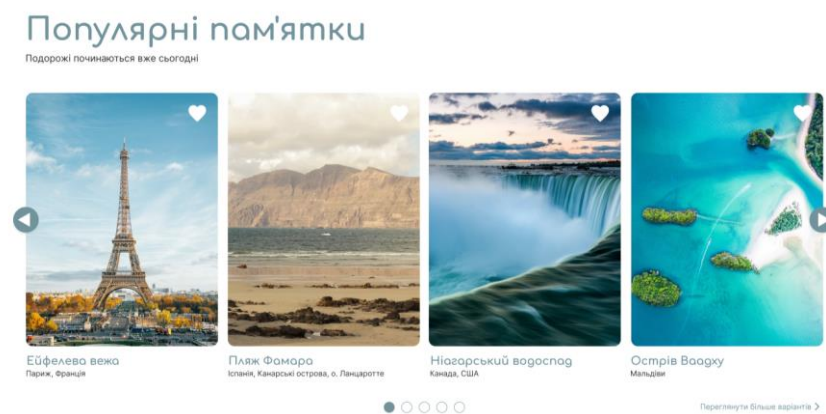 Популярні пам'ятки
Подорожі починаються вже сьогодні
Ейфелева вежа
Париж, Франція
Пляж Фамара
Іспанія, Канарські острова, о. Ланцаротте
Ніагарський водоспад
Канада, США
Острів Ваадху
Мальдіви
Переглянути більше варіантів >